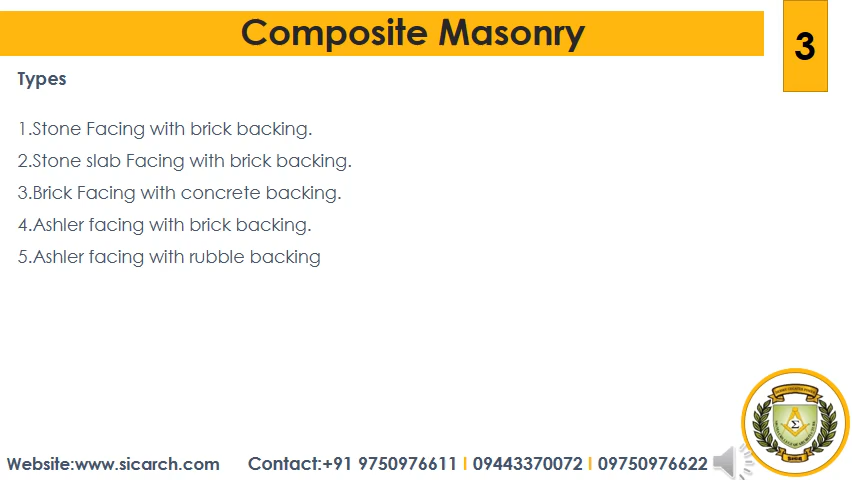 Composite Masonry
3
Types
1.Stone Facing with brick backing.
2.Stone slab Facing with brick backing.
3.Brick Facing with concrete backing.
4.Ashler facing with brick backing.
5.Ashler facing with rubble backing
Website:www.sicarch.com Contact:+91 9750976611 I 09443370072 I 09750976622